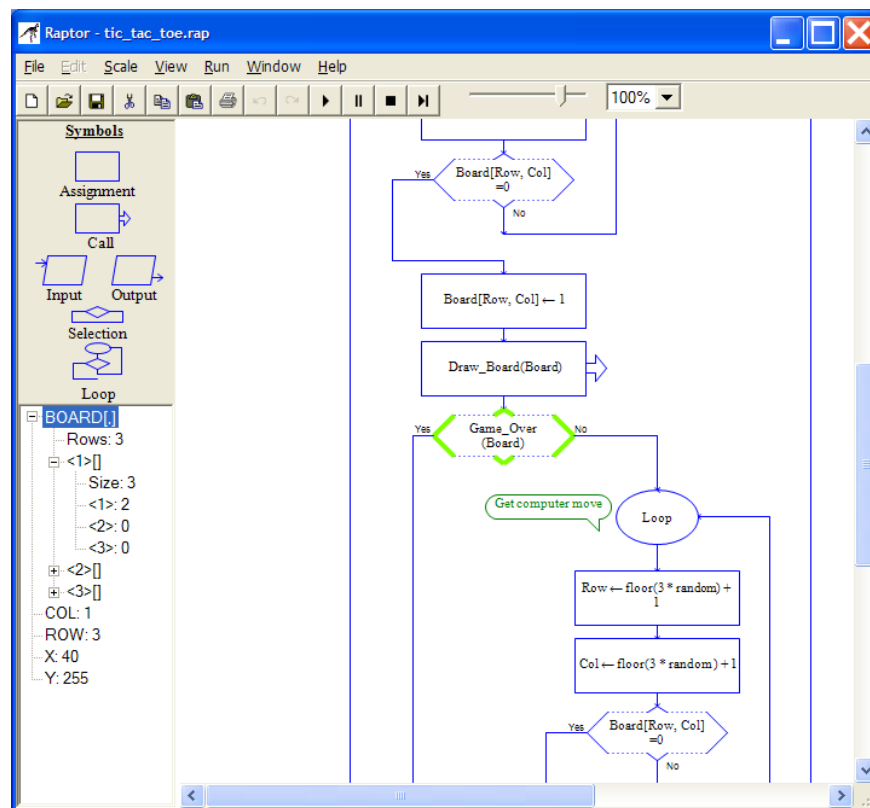 Raptor - tic_tac_toe.rap
File Edit Scale View Run Window Help
100%
Symbols
Assignment
Call
Input Output
Selection
Loop
BOARD[,]
Rows: 3
<1>[]
Size: 3
<1>: 2
<2>: 0
<3>: 0
<2>[]
<3>[]
COL: 1
ROW: 3
X: 40
Y: 255
Yes
Board[Row, Col]
=0
No
Board[Row, Col] ← 1
Draw_Board(Board)
Yes
Game_Over
(Board)
No
Get computer move
Loop
Row ← floor(3 * random) +
1
Col ← floor(3 * random) + 1
Yes
Board[Row, Col]
=0
No